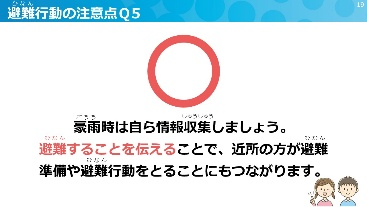 避難行動の注意点Q5
19
豪雨時は自ら情報収集しましょう。
避難することを伝えることで、近所の方が避難
準備や避難行動をとることにもつながります。